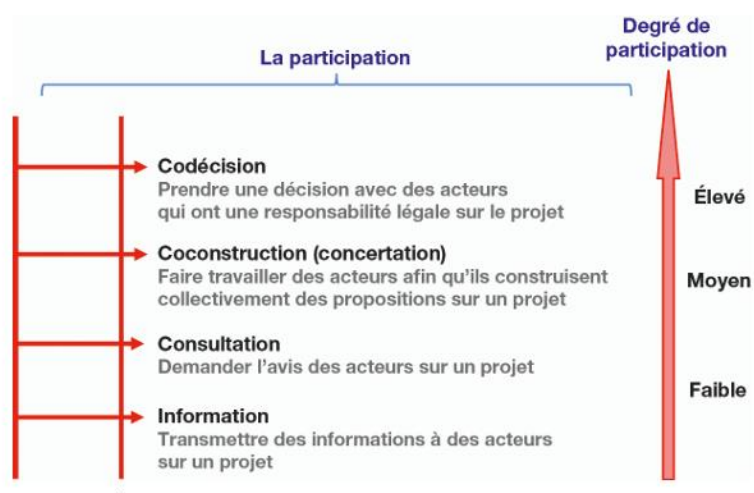 Degré de
participation
La participation
Codécision
Prendre une décision avec des acteurs
qui ont une responsabilité légale sur le projet
Élevé
Coconstruction (concertation)
Faire travailler des acteurs afin qu'ils construisent
collectivement des propositions sur un projet
Moyen
Consultation
Demander l'avis des acteurs sur un projet
Faible
Information
Transmettre des informations à des acteurs
sur un projet